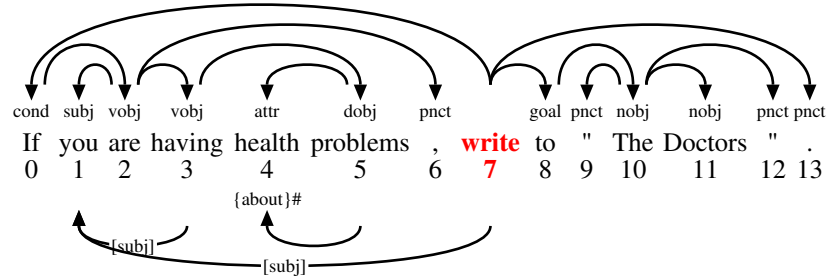 cond subj vobj vobj attr dobj pnct goal pnct nobj nobj pnct pnct
If you are having health problems , write to " The Doctors " .
0 1 2 3 4 5 6 7 8 9 10 11 12 13
{about}#
[subj]
[subj]